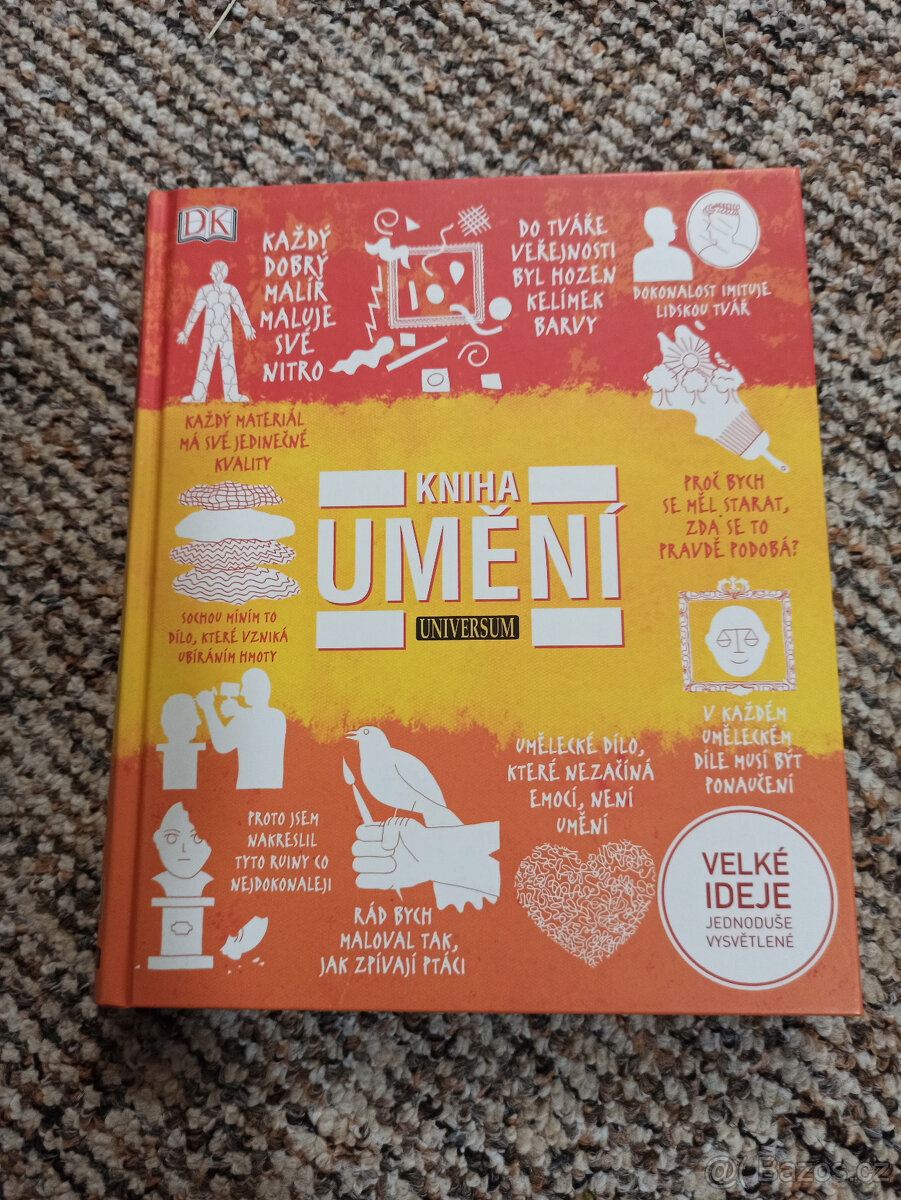 DK
KAŽDÝ
DOBRÝ
MALÍŘ
MALUJE
SVÉ
NITRO
DO TVÁŘE
VEŘEJNOSTI
BYL HOZEN
KELÍMEK
BARVY
DOKONALOST IMITUJE
LIDSKOU TVÁŘ
KAŽDÝ MATERIÁL
MÁ SVÉ JEDINEČNÉ
KVALITY
KNIHA
UMĚNÍ
UNIVERSUM
PROČ BYCH
SE MĚL STARAT,
ZDA SE TO
PRAVDĚ PODOBÁ?
SOCHOU MÍNÍM TO
DÍLO, KTERÉ VZNIKÁ
UBÍRÁNÍM HMOTY
V KAŽDÉM
UMĚLECKÉM
DÍLE MUSÍ BÝT
PONAUČENÍ
UMĚLECKÉ DÍLO,
KTERÉ NEZAČÍNÁ
EMOCÍ, NENÍ
UMĚNÍ
PROTO JSEM
NAKRESLIL
TYTO RUINY CO
NEJDOKONALEJI
RÁD BYCH
MALOVAL TAK,
JAK ZPÍVAJÍ PTÁCI
VELKÉ
IDEJE
JEDNODUŠE
VYSVĚTLENÉ
@ Bazos.cz